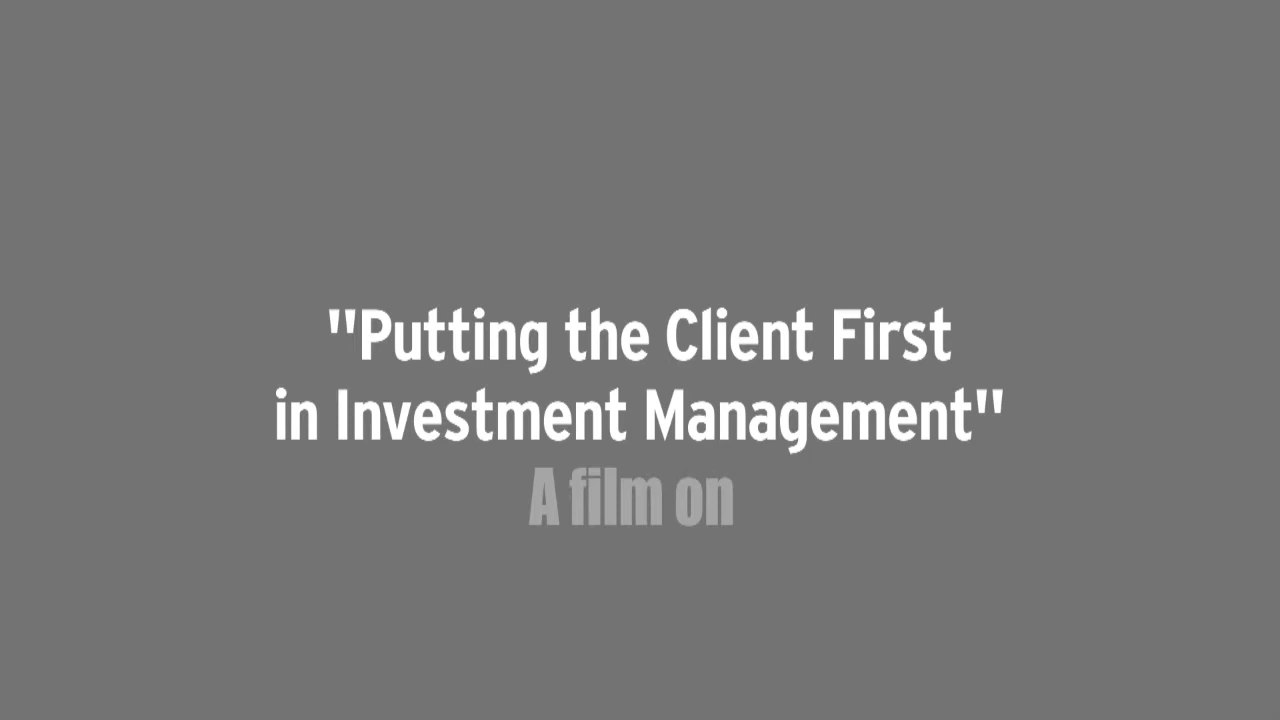 "Putting the Client First
in Investment Management"
A film on